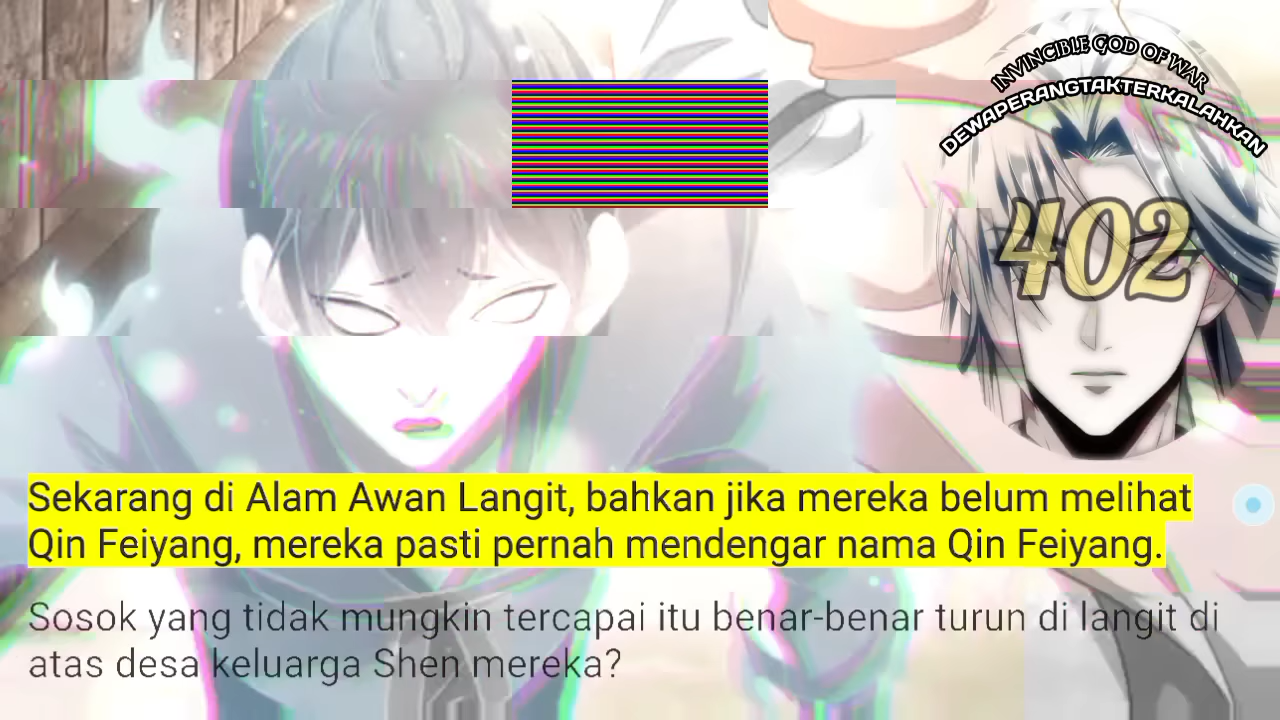 INVINCIBLE GOD OF WAR
DEWAPERANGTAKTERKALAHKAN
402
Sekarang di Alam Awan Langit, bahkan jika mereka belum melihat
Qin Feiyang, mereka pasti pernah mendengar nama Qin Feiyang.
Sosok yang tidak mungkin tercapai itu benar-benar turun di langit di
atas desa keluarga Shen mereka?